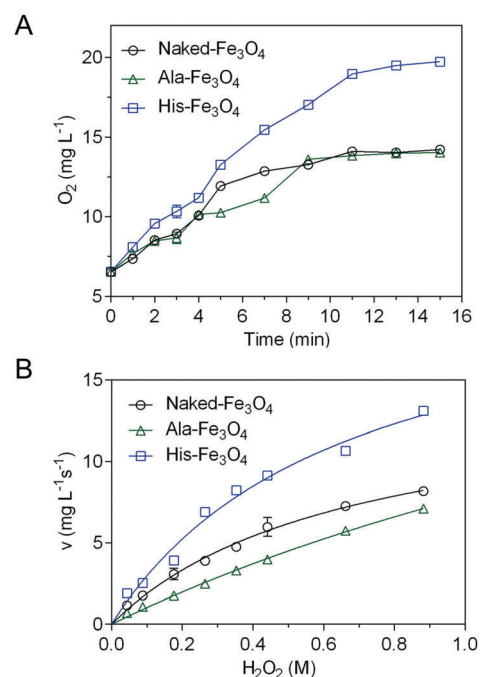 A
20
15
10
5
O₂ (mg L⁻¹)
Naked-Fe₃O₄
Ala-Fe₃O₄
His-Fe₃O₄
0 2 4 6 8 10 12 14 16
Time (min)
B
15
10
5
0
v (mg L⁻¹s⁻¹)
Naked-Fe₃O₄
Ala-Fe₃O₄
His-Fe₃O₄
0.0 0.2 0.4 0.6 0.8 1.0
H₂O₂ (M)